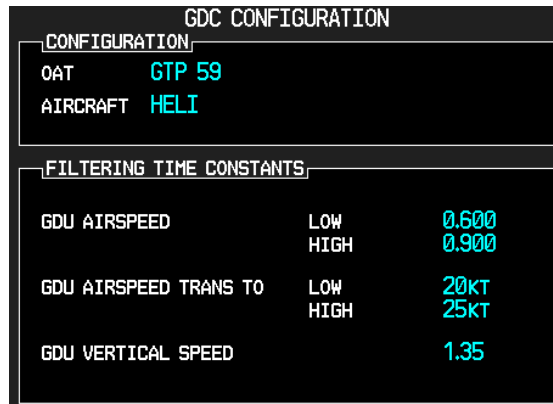 GDC CONFIGURATION
CONFIGURATION
OAT GTP 59
AIRCRAFT HELI
FILTERING TIME CONSTANTS
GDU AIRSPEED LOW 0.600
HIGH 0.900
GDU AIRSPEED TRANS TO LOW 20KT
HIGH 25KT
GDU VERTICAL SPEED 1.35